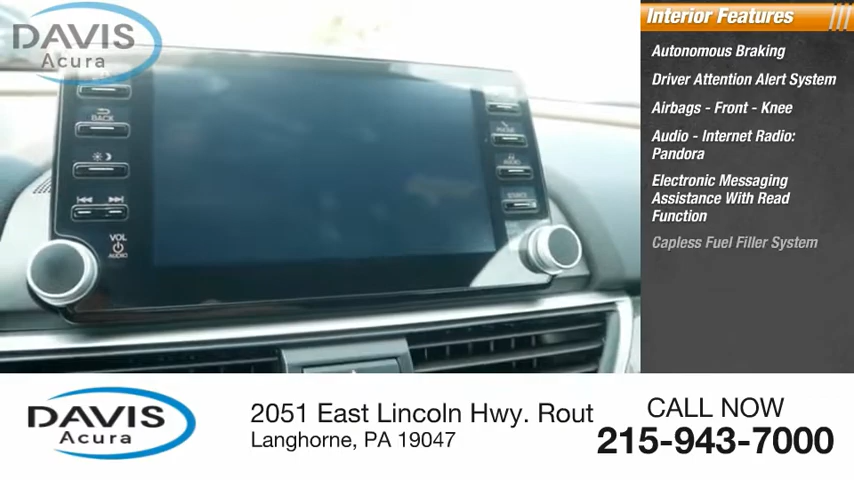 DAVIS
Acura
BACK
VOL
AUDIO
AUDIO
SOURCE
Interior Features
Autonomous Braking
Driver Attention Alert System
Airbags - Front - Knee
Audio - Internet Radio:
Pandora
Electronic Messaging
Assistance With Read
Function
Capless Fuel Filler System
DAVIS
Acura
2051 East Lincoln Hwy. Rout
Langhorne, PA 19047
CALL NOW
215-943-7000